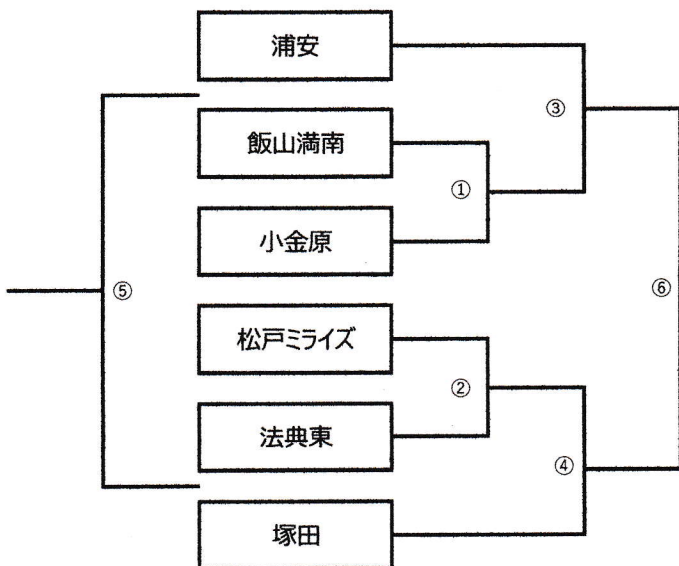 浦安
③
飯山満南
①
小金原
⑤
⑥
松戸ミライズ
②
法典東
④
塚田